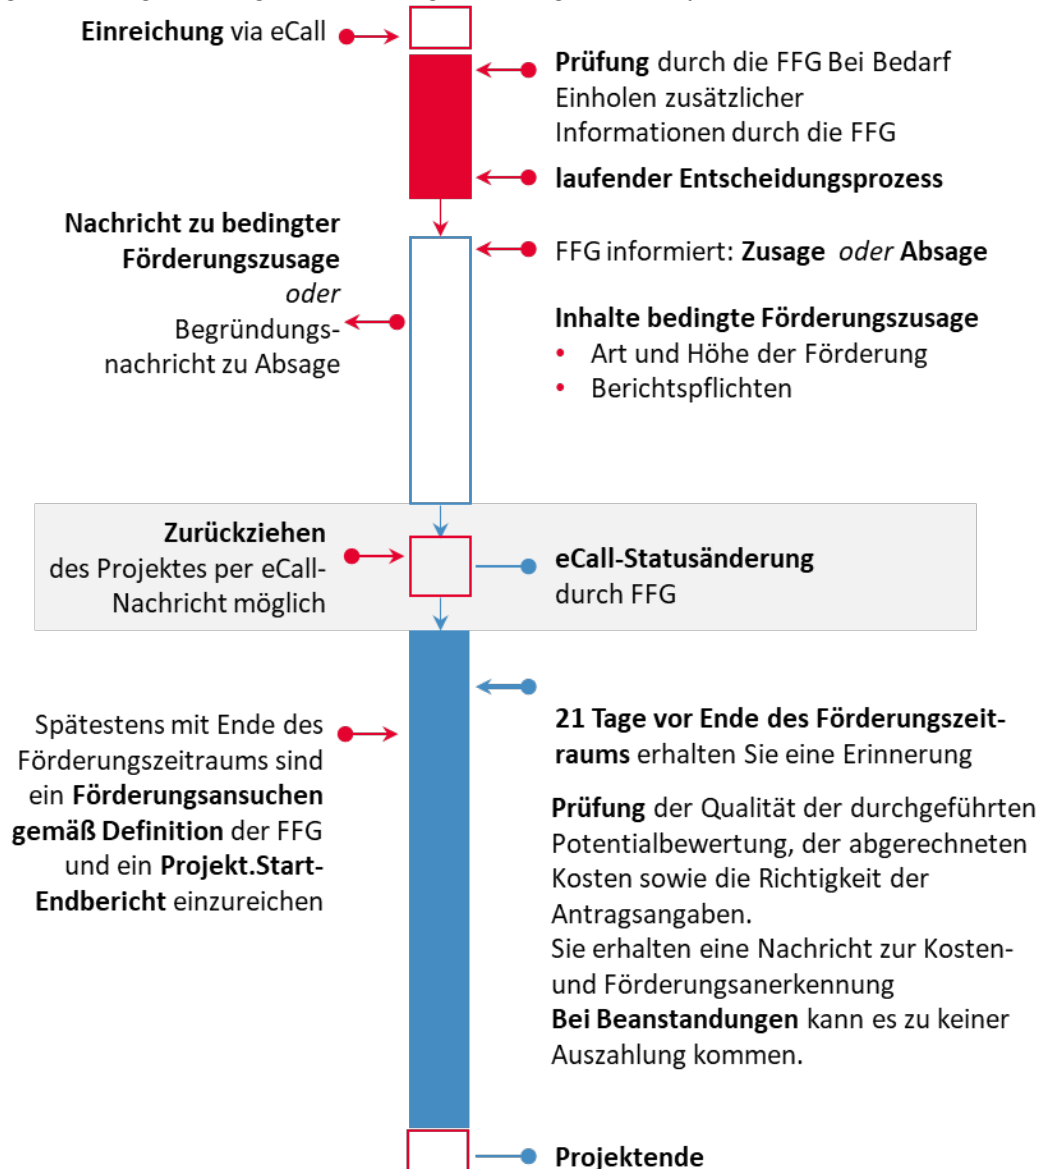 Einreichung via eCall
Prüfung durch die FFG Bei Bedarf
Einholen zusätzlicher
Informationen durch die FFG
laufender Entscheidungsprozess
Nachricht zu bedingter
Förderungszusage
oder
Begründungs-
nachricht zu Absage
FFG informiert: Zusage oder Absage
Inhalte bedingte Förderungszusage
• Art und Höhe der Förderung
• Berichtspflichten
Zurückziehen
des Projektes per eCall-
Nachricht möglich
eCall-Statusänderung
durch FFG
Spätestens mit Ende des
Förderungszeitraums sind
ein Förderungsansuchen
gemäß Definition der FFG
und ein Projekt.Start-
Endbericht einzureichen
21 Tage vor Ende des Förderungszeit-
raums erhalten Sie eine Erinnerung
Prüfung der Qualität der durchgeführten
Potentialbewertung, der abgerechneten
Kosten sowie die Richtigkeit der
Antragsangaben.
Sie erhalten eine Nachricht zur Kosten-
und Förderungsanerkennung
Bei Beanstandungen kann es zu keiner
Auszahlung kommen.
Projektende